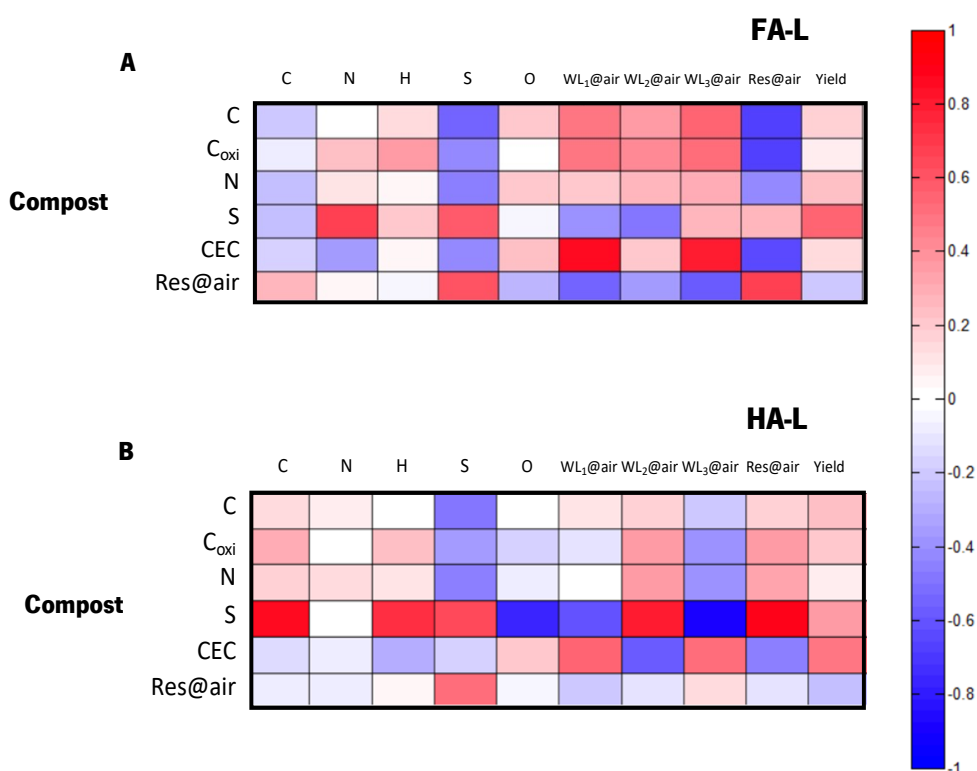 FA-L
A
C N H S O WL₁@air WL₂@air WL₃@air Res@air Yield
C
Cₒₓᵢ
N
Compost
S
CEC
Res@air
HA-L
B
C N H S O WL₁@air WL₂@air WL₃@air Res@air Yield
C
Cₒₓᵢ
N
Compost
S
CEC
Res@air
1
0.8
0.6
0.4
0.2
0
-0.2
-0.4
-0.6
-0.8
-1